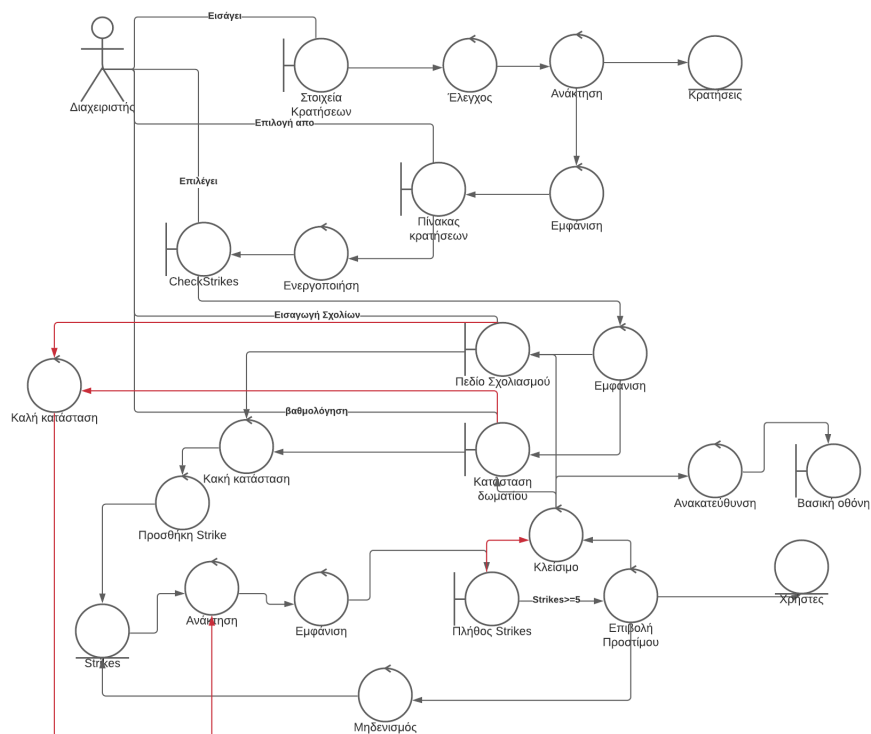 Εισάγει
Διαχειριστής
Στοιχεία
Κρατήσεων
Έλεγχος
Ανάκτηση
Κρατήσεις
Επιλογή απο
Επιλέγει
Πίνακας
κρατήσεων
Εμφάνιση
CheckStrikes
Ενεργοποιήση
Εισαγωγή Σχολίων
Πεδίο Σχολιασμού
Εμφάνιση
Καλή κατάσταση
βαθμολόγηση
Κακή κατάσταση
Κατάσταση
δωματίου
Ανακατεύθυνση
Βασική οθόνη
Προσθήκη Strike
Κλείσιμο
Ανάκτηση
Εμφάνιση
Πλήθος Strikes
Strikes>=5
Επιβολή
Προστίμου
Χρήστες
Strikes
Μηδενισμός